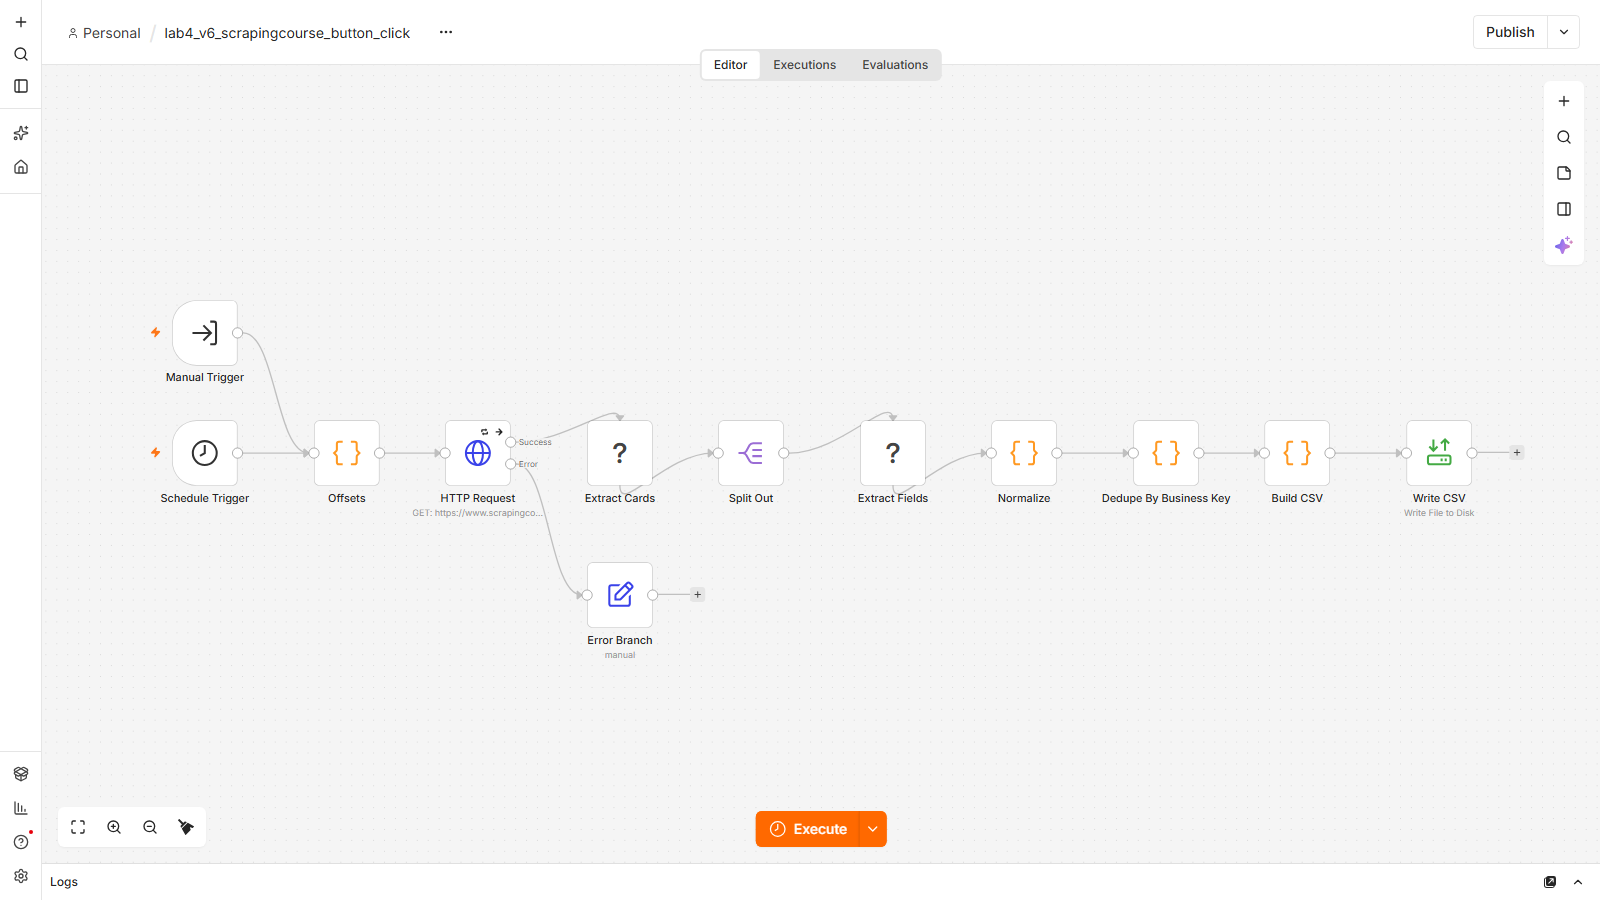 Personal / lab4_v6_scrapingcourse_button_click
Publish
Editor
Executions
Evaluations
Manual Trigger
Success
Error
? 
?
Schedule Trigger
Offsets
HTTP Request
GET: https://www.scrapingco...
Extract Cards
Split Out
Extract Fields
Normalize
Dedupe By Business Key
Build CSV
Write CSV
Write File to Disk
Error Branch
manual
Execute
Logs